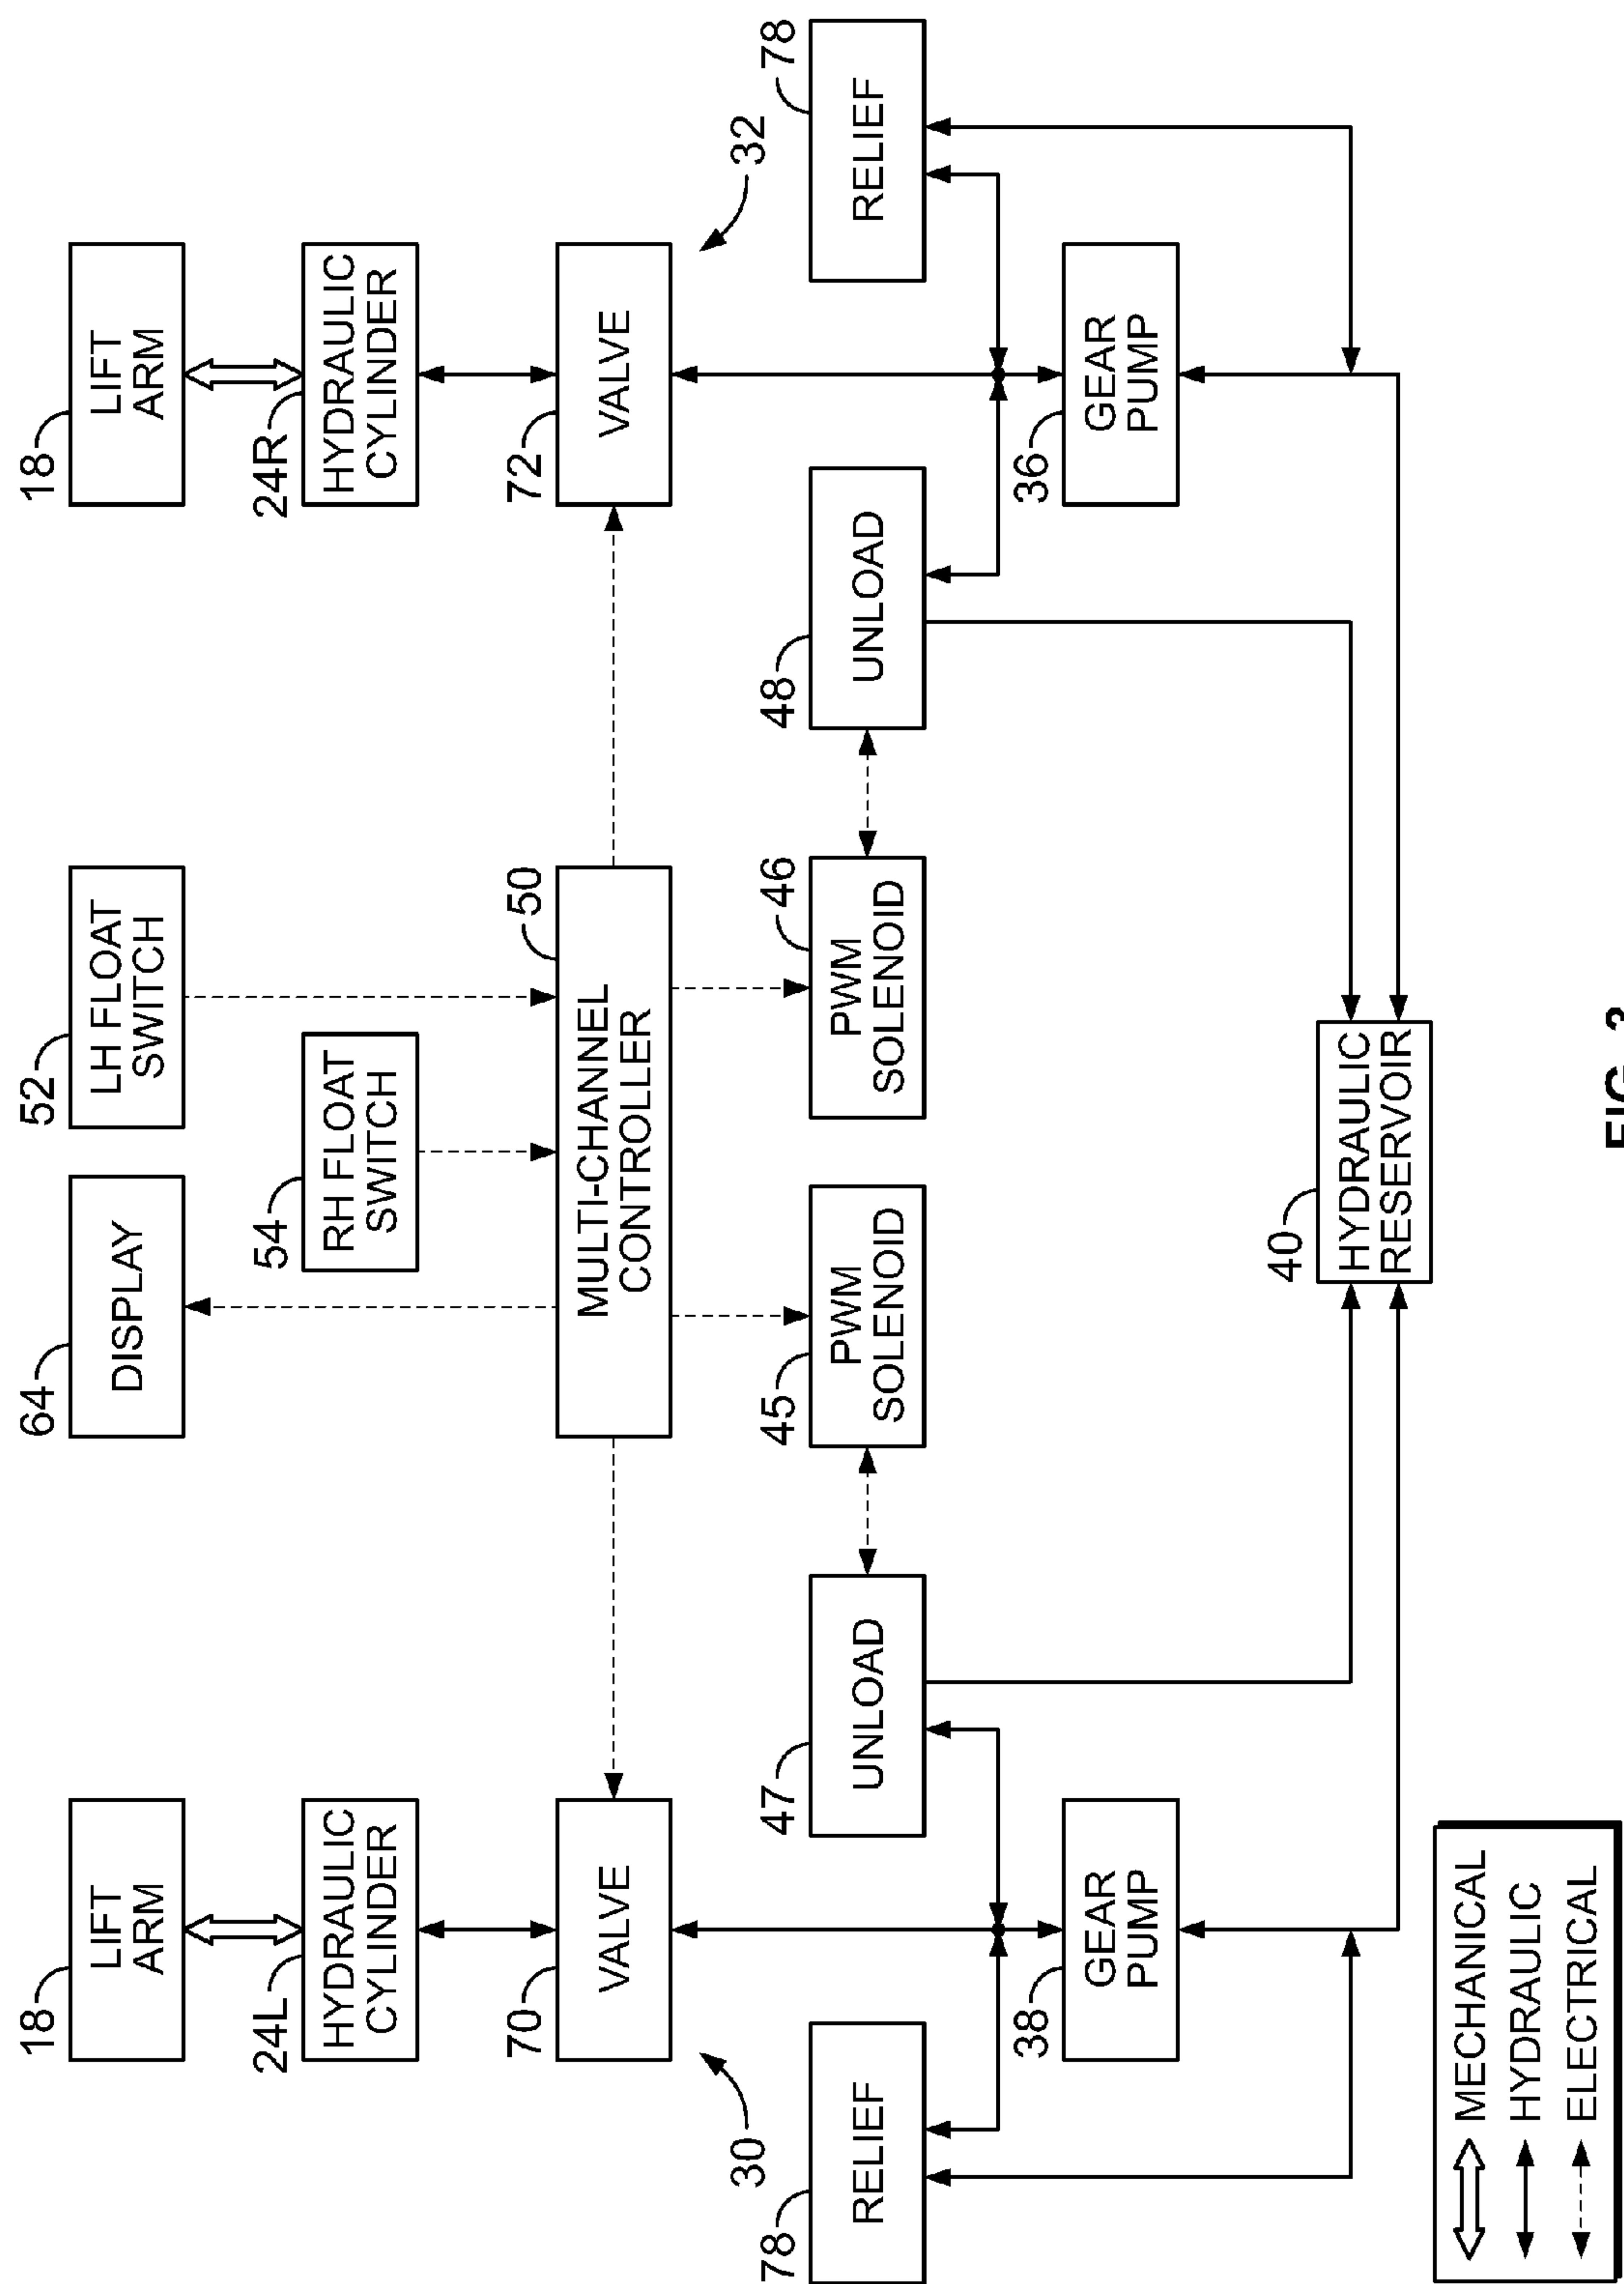 18
LIFT
ARM
64
DISPLAY
52
LH FLOAT
SWITCH
18
LIFT
ARM
24L
HYDRAULIC
CYLINDER
54
RH FLOAT
SWITCH
24R
HYDRAULIC
CYLINDER
70
VALVE
MULTI-CHANNEL
CONTROLLER
50
72
VALVE
30
32
78
RELIEF
47
UNLOAD
45
PWM
SOLENOID
PWM
SOLENOID
46
48
UNLOAD
RELIEF
78
38
GEAR
PUMP
36
GEAR
PUMP
40
HYDRAULIC
RESERVOIR
MECHANICAL
HYDRAULIC
ELECTRICAL
FIG. 3